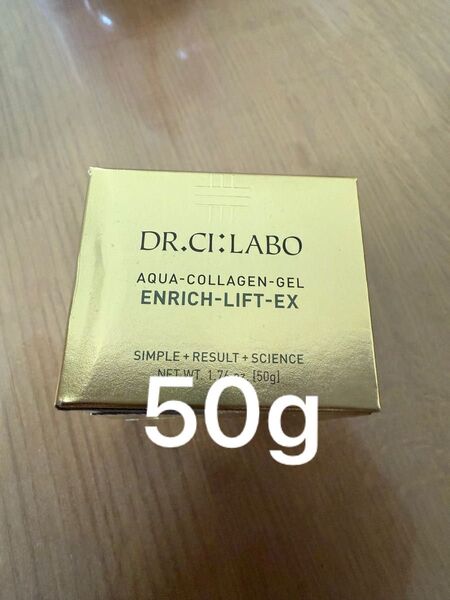 DR.CI:LABO
AQUA-COLLAGEN-GEL
ENRICH-LIFT-EX
SIMPLE+RESULT+SCIENCE
NET WT. 1.76 oz. [50g]
50g